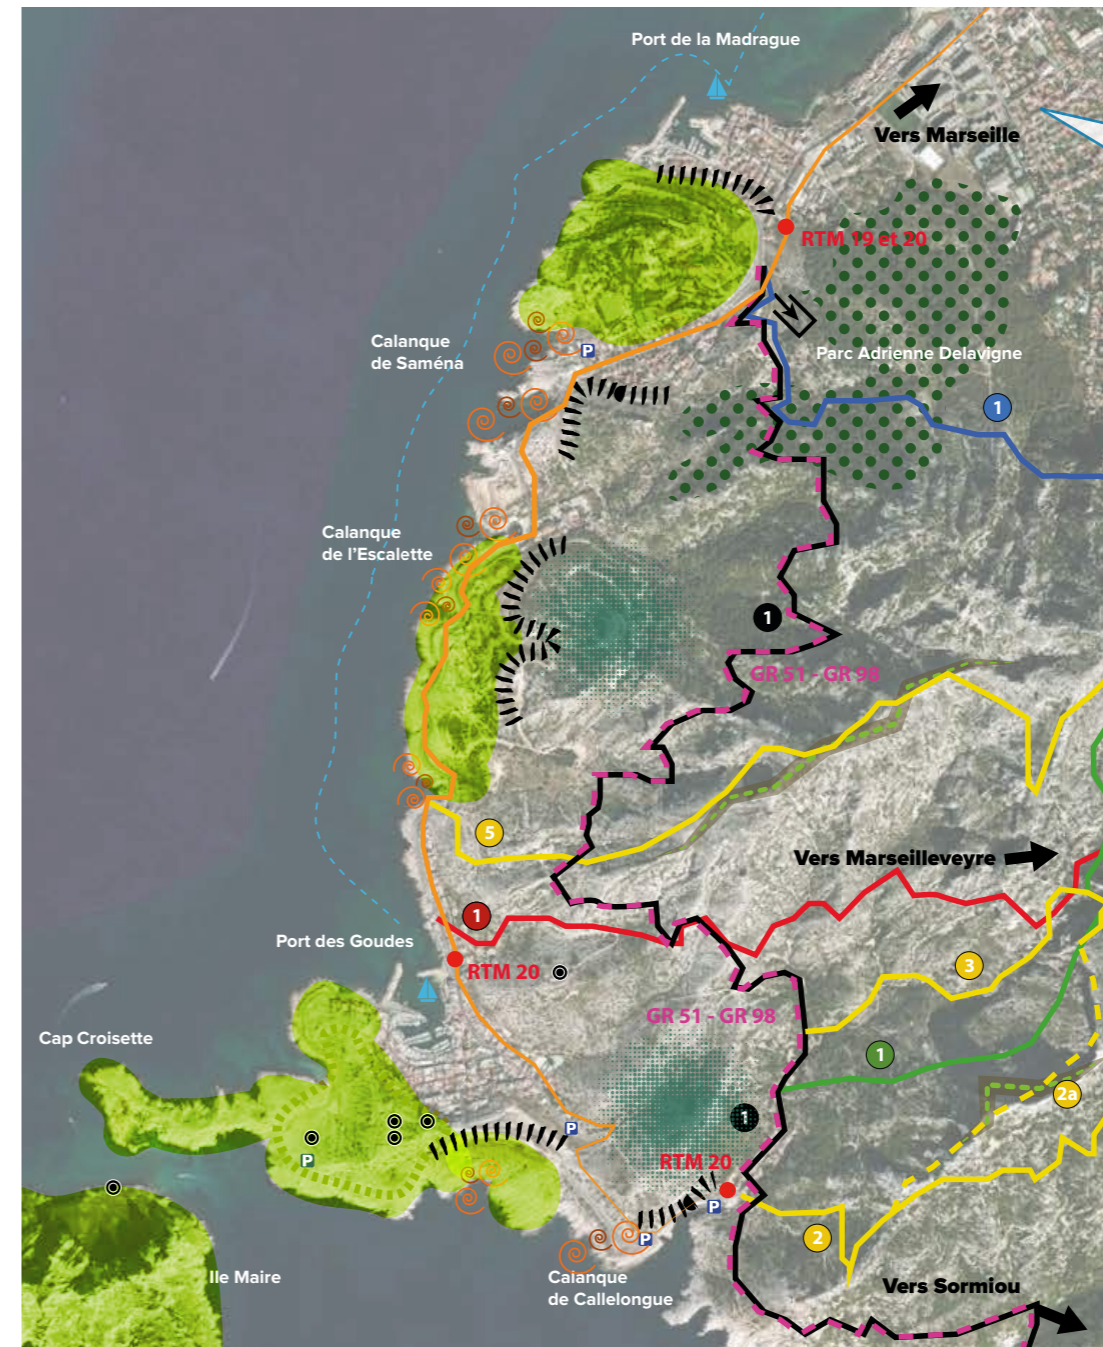 Port de la Madrague
Vers Marseille
RTM 19 et 20
Calanque
de Saména
P
Parc Adrienne Delavigne
1
Calanque
de l'Escalette
1
GR 51 - GR 98
5
Vers Marseilleveyre
1
Port des Goudes
RTM 20
3
GR 51 - GR 98
Cap Croisette
1
2a
1
P
P
RTM 20
P
2
P
Ile Maire
Calanque
de Callelongue
Vers Sormiou